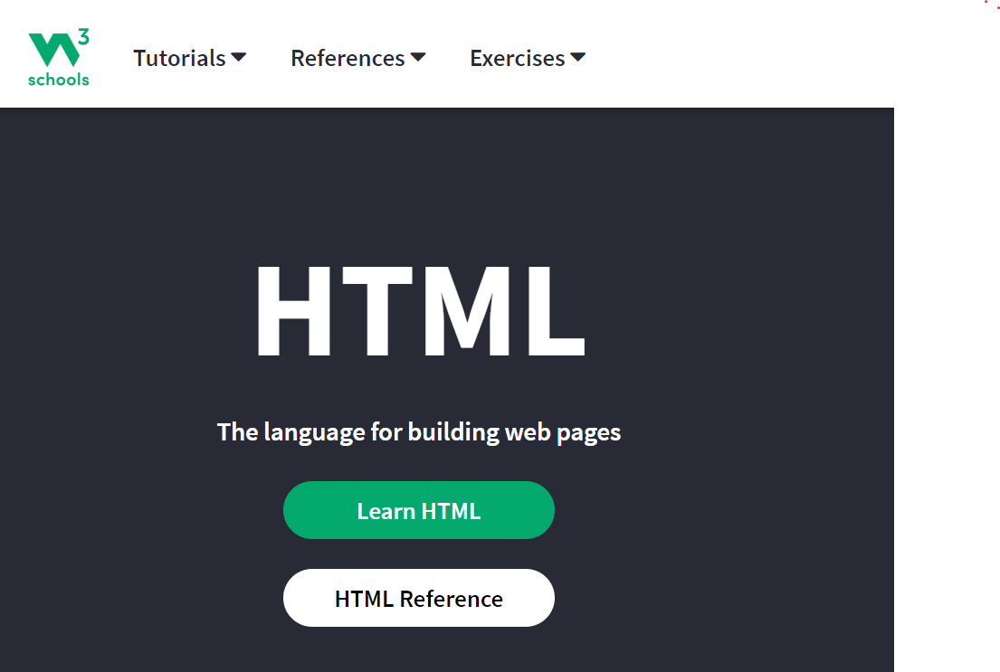 W3
schools
Tutorials
References
Exercises
HTML
The language for building web pages
Learn HTML
HTML Reference